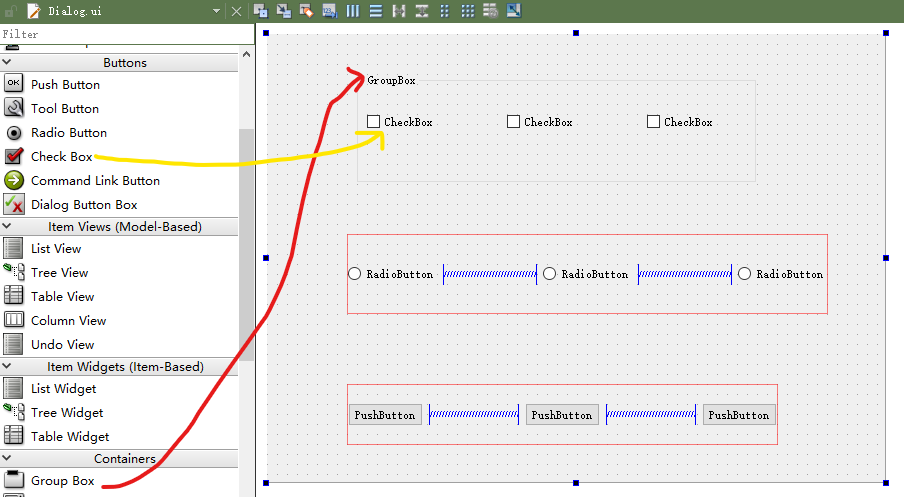 Dialog.ui
Filter
Buttons
OK Push Button
Tool Button
Radio Button
Check Box
Command Link Button
Dialog Button Box
Item Views (Model-Based)
List View
Tree View
Table View
Column View
Undo View
Item Widgets (Item-Based)
List Widget
Tree Widget
Table Widget
Containers
Group Box
GroupBox
CheckBox CheckBox CheckBox
RadioButton RadioButton RadioButton
PushButton PushButton PushButton